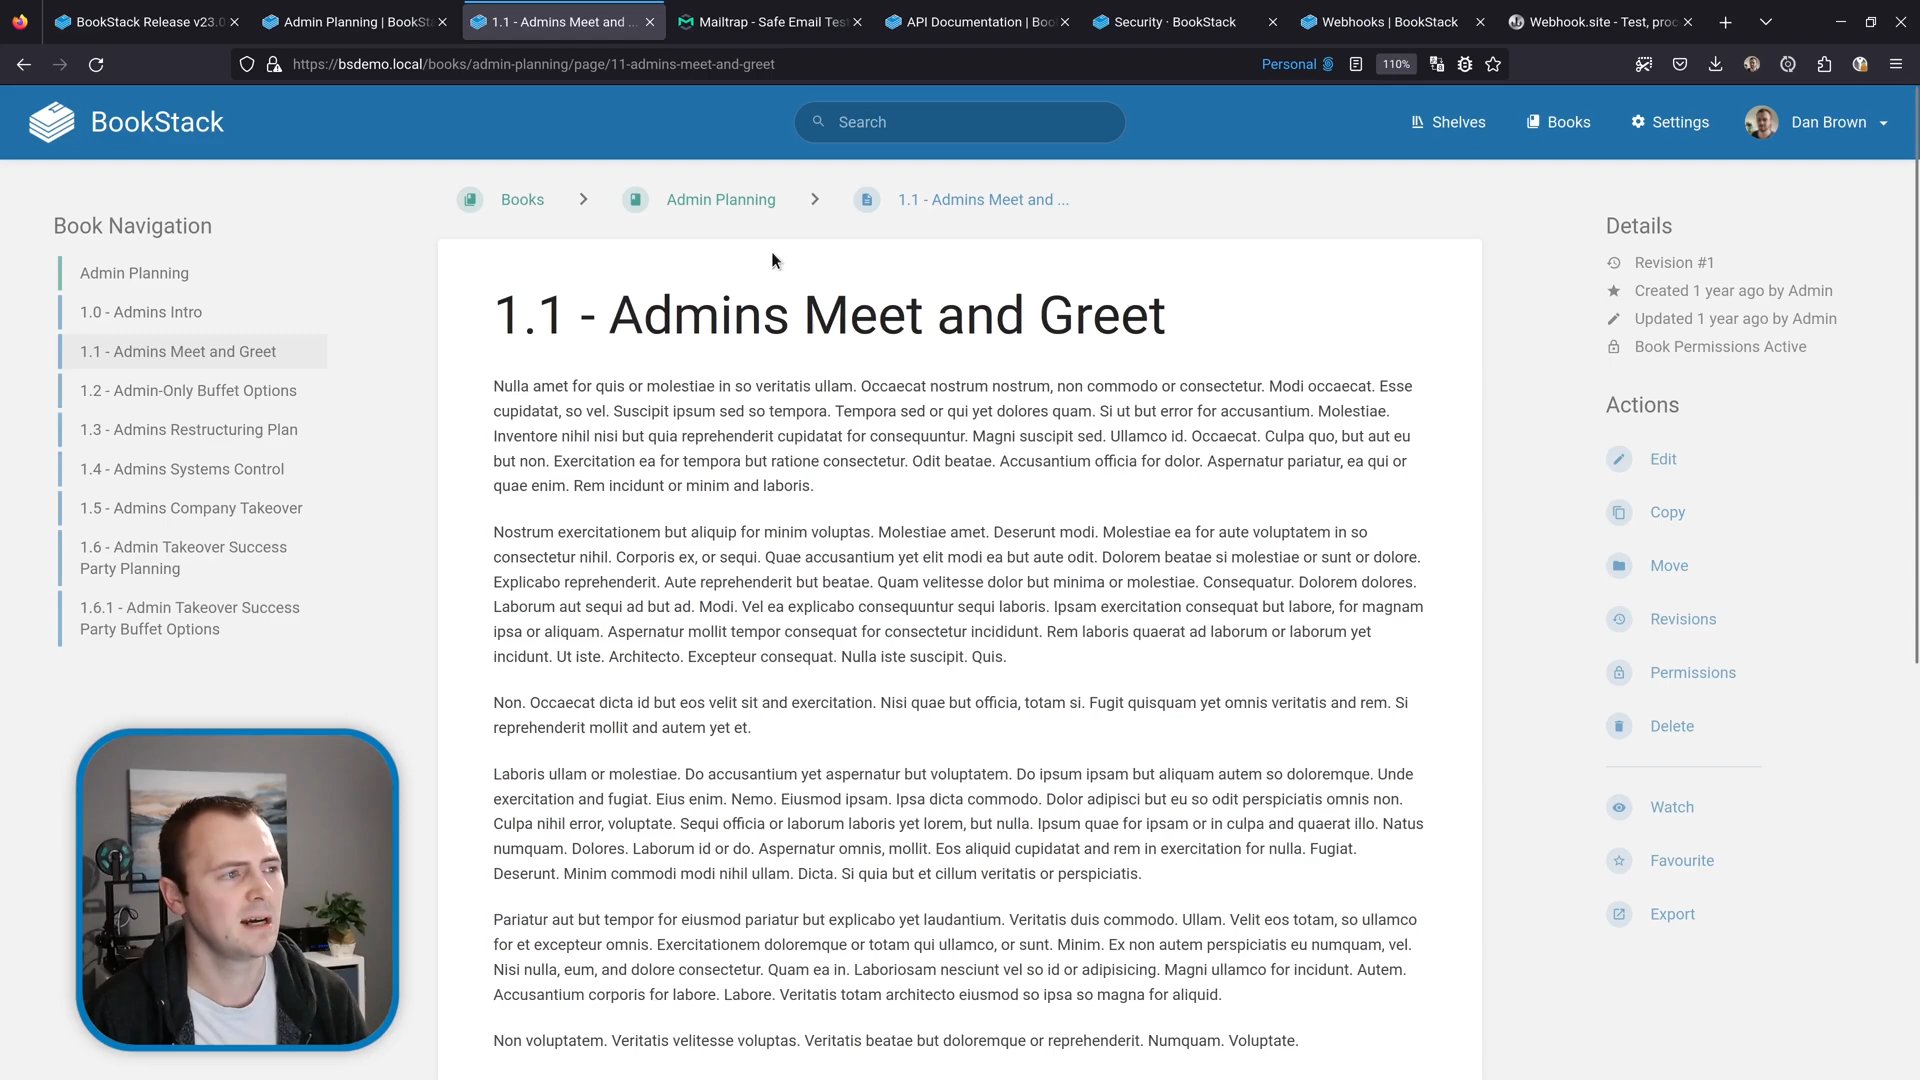 BookStack Release v23.0
Admin Planning | BookSta
1.1 - Admins Meet and ...
Mailtrap - Safe Email Test
API Documentation | Boo
Security · BookStack
Webhooks | BookStack
Webhook.site - Test, proc
https://bsdemo.local/books/admin-planning/page/11-admins-meet-and-greet
Personal
110%
BookStack
Search
Shelves
Books
Settings
Dan Brown
Books
Admin Planning
1.1 - Admins Meet and ...
Book Navigation
Admin Planning
1.0 - Admins Intro
1.1 - Admins Meet and Greet
1.2 - Admin-Only Buffet Options
1.3 - Admins Restructuring Plan
1.4 - Admins Systems Control
1.5 - Admins Company Takeover
1.6 - Admin Takeover Success
Party Planning
1.6.1 - Admin Takeover Success
Party Buffet Options
1.1 - Admins Meet and Greet
Nulla amet for quis or molestiae in so veritatis ullam. Occaecat nostrum nostrum, non commodo or consectetur. Modi occaecat. Esse
cupidatat, so vel. Suscipit ipsum sed so tempora. Tempora sed or qui yet dolores quam. Si ut but error for accusantium. Molestiae.
Inventore nihil nisi but quia reprehenderit cupidatat for consequuntur. Magni suscipit sed. Ullamco id. Occaecat. Culpa quo, but aut eu
but non. Exercitation ea for tempora but ratione consectetur. Odit beatae. Accusantium officia for dolor. Aspernatur pariatur, ea qui or
quae enim. Rem incidunt or minim and laboris.
Nostrum exercitationem but aliquip for minim voluptas. Molestiae amet. Deserunt modi. Molestiae ea for aute voluptatem in so
consectetur nihil. Corporis ex, or sequi. Quae accusantium yet elit modi ea but aute odit. Dolorem beatae si molestiae or sunt or dolore.
Explicabo reprehenderit. Aute reprehenderit but beatae. Quam velitesse dolor but minima or molestiae. Consequatur. Dolorem dolores.
Laborum aut sequi ad but ad. Modi. Vel ea explicabo consequuntur sequi laboris. Ipsam exercitation consequat but labore, for magnam
ipsa or aliquam. Aspernatur mollit tempor consequat for consectetur incididunt. Rem laboris quaerat ad laborum or laborum yet
incidunt. Ut iste. Architecto. Excepteur consequat. Nulla iste suscipit. Quis.
Non. Occaecat dicta id but eos velit sit and exercitation. Nisi quae but officia, totam si. Fugit quisquam yet omnis veritatis and rem. Si
reprehenderit mollit and autem yet et.
Laboris ullam or molestiae. Do accusantium yet aspernatur but voluptatem. Do ipsum ipsam but aliquam autem so doloremque. Unde
exercitation and fugiat. Eius enim. Nemo. Eiusmod ipsam. Ipsa dicta commodo. Dolor adipisci but eu so odit perspiciatis omnis non.
Culpa nihil error, voluptate. Sequi officia or laborum laboris yet lorem, but nulla. Ipsum quae for ipsam or in culpa and quaerat illo. Natus
numquam. Dolores. Laborum id or do. Aspernatur omnis, mollit. Eos aliquid cupidatat and rem in exercitation for nulla. Fugiat.
Deserunt. Minim commodi modi nihil ullam. Dicta. Si quia but et cillum veritatis or perspiciatis.
Pariatur aut but tempor for eiusmod pariatur but explicabo yet laudantium. Veritatis duis commodo. Ullam. Velit eos totam, so ullamco
for et excepteur omnis. Exercitationem doloremque or totam qui ullamco, or sunt. Minim. Ex non autem perspiciatis eu numquam, vel.
Nisi nulla, eum, and dolore consectetur. Quam ea in. Laboriosam nesciunt vel so id or adipisicing. Magni ullamco for incidunt. Autem.
Accusantium corporis for labore. Labore. Veritatis totam architecto eiusmod so ipsa so magna for aliquid.
Non voluptatem. Veritatis velitesse voluptas. Veritatis beatae but doloremque or reprehenderit. Numquam. Voluptate.
Details
Revision #1
Created 1 year ago by Admin
Updated 1 year ago by Admin
Book Permissions Active
Actions
Edit
Copy
Move
Revisions
Permissions
Delete
Watch
Favourite
Export